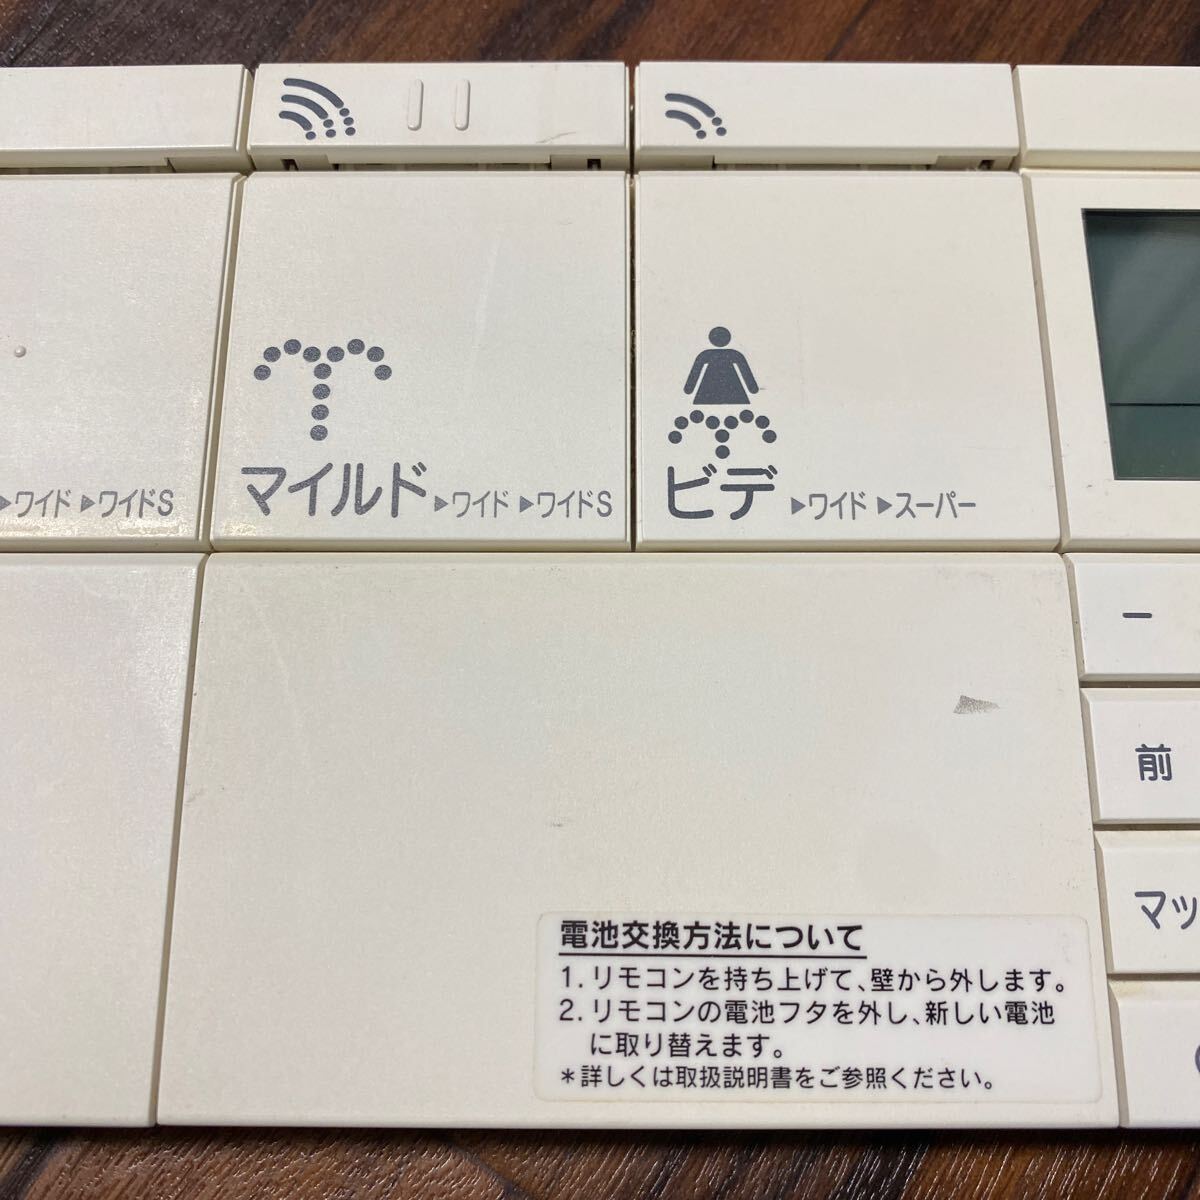 ▶ワイド ▶ワイドS
マイルド ▶ワイド ▶ワイドS
ビデ ▶ワイド ▶スーパー
−
前
マッ
電池交換方法について
1. リモコンを持ち上げて、壁から外します。
2. リモコンの電池フタを外し、新しい電池
に取り替えます。
*詳しくは取扱説明書をご参照ください。